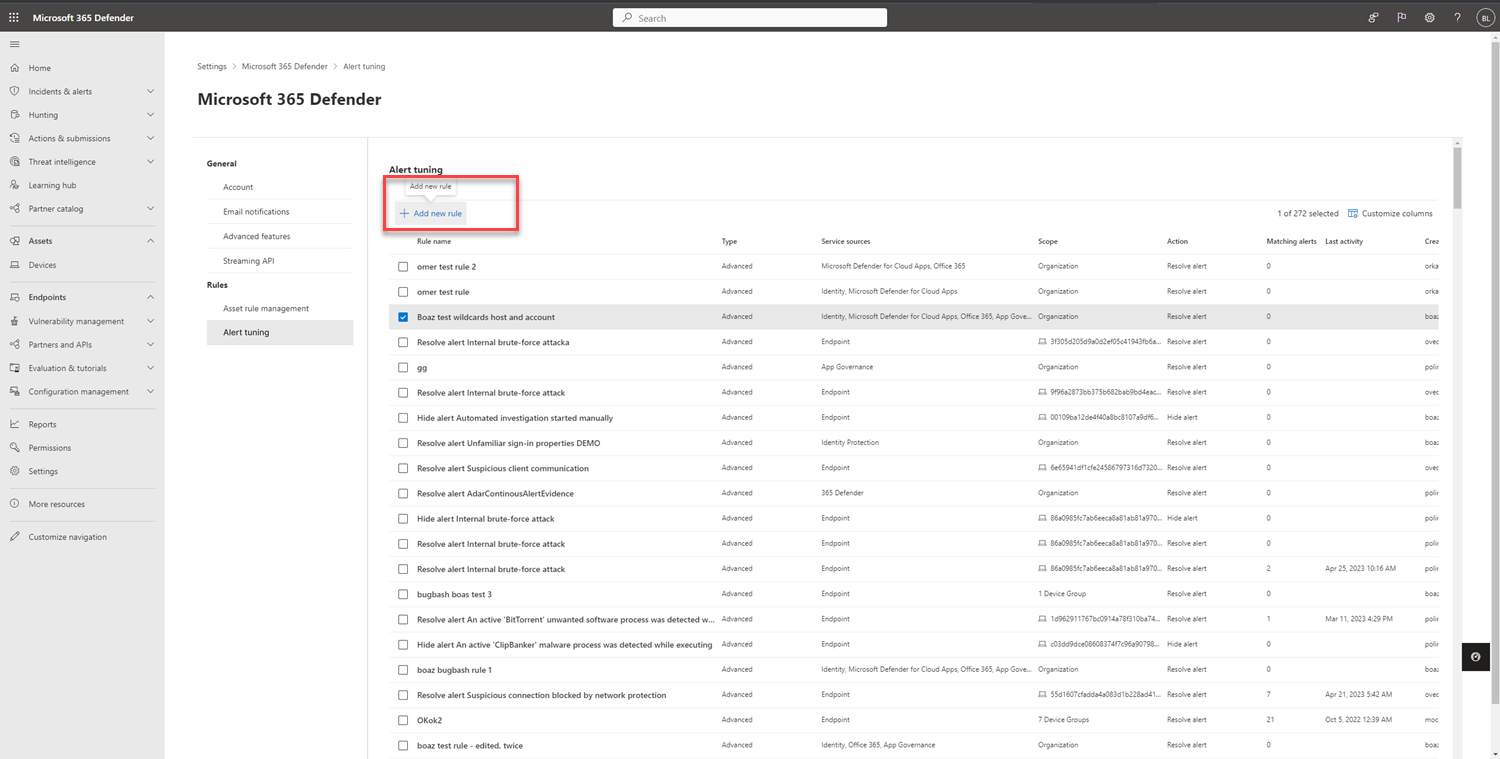 Microsoft 365 Defender
Search
BL
Home
Incidents & alerts
Hunting
Actions & submissions
Threat intelligence
Learning hub
Partner catalog
Assets
Devices
Endpoints
Vulnerability management
Partners and APIs
Evaluation & tutorials
Configuration management
Reports
Permissions
Settings
More resources
Customize navigation
Settings > Microsoft 365 Defender > Alert tuning
Microsoft 365 Defender
General
Account
Email notifications
Advanced features
Streaming API
Rules
Asset rule management
Alert tuning
Alert tuning
Add new rule
Add new rule
1 of 272 selected Customize columns
Rule name Type Service sources Scope Action Matching alerts Last activity Crea
omer test rule 2 Advanced Microsoft Defender for Cloud Apps, Office 365 Organization Resolve alert 0 orka
omer test rule Advanced Identity, Microsoft Defender for Cloud Apps Organization Resolve alert 0 orka
Boaz test wildcards host and account Advanced Identity, Microsoft Defender for Cloud Apps, Office 365, App Gove... Organization Resolve alert 0 boaz
Resolve alert Internal brute-force attacka Advanced Endpoint 3f305d205d9a0d2ef05c41943fb6a... Resolve alert 0 oved
gg Advanced App Governance Organization Resolve alert 0 polin
Resolve alert Internal brute-force attack Advanced Endpoint 9f96a2873bb375b682bab9bd4eac... Resolve alert 0 oved
Hide alert Automated investigation started manually Advanced Endpoint 00109ba12de4f40a8bc8107a9df6... Hide alert 0 boaz
Resolve alert Unfamiliar sign-in properties DEMO Advanced Identity Protection Organization Resolve alert 0 boaz
Resolve alert Suspicious client communication Advanced Endpoint 6e65941df1cfe24586797316d7320... Resolve alert 0 oved
Resolve alert AdarContinousAlertEvidence Advanced 365 Defender Organization Resolve alert 0 polin
Hide alert Internal brute-force attack Advanced Endpoint 86a0985fc7ab6eeca8a81ab81a970... Hide alert 0 polin
Resolve alert Internal brute-force attack Advanced Endpoint 86a0985fc7ab6eeca8a81ab81a970... Resolve alert 0 polin
Resolve alert Internal brute-force attack Advanced Endpoint 86a0985fc7ab6eeca8a81ab81a970... Resolve alert 2 Apr 25, 2023 10:16 AM polin
bugbash boas test 3 Advanced Endpoint 1 Device Group Resolve alert 0 boaz
Resolve alert An active 'BitTorrent' unwanted software process was detected w... Advanced Endpoint 1d962911767bc0914a78f310ba74... Resolve alert 1 Mar 11, 2023 4:29 PM polin
Hide alert An active 'ClipBanker' malware process was detected while executing Advanced Endpoint c03dd9dce08608374f7c96a90798... Hide alert 0 polin
boaz bugbash rule 1 Advanced Identity, Microsoft Defender for Cloud Apps, Office 365, App Gove... Organization Resolve alert 0 boaz
Resolve alert Suspicious connection blocked by network protection Advanced Endpoint 55d1607cfadda4a083d1b228ad41... Resolve alert 7 Apr 21, 2023 5:42 AM oved
OKok2 Advanced Endpoint 7 Device Groups Resolve alert 21 Oct 5, 2022 12:39 AM moc
boaz test rule - edited, twice Advanced Identity, Office 365, App Governance Organization Resolve alert 0 boaz